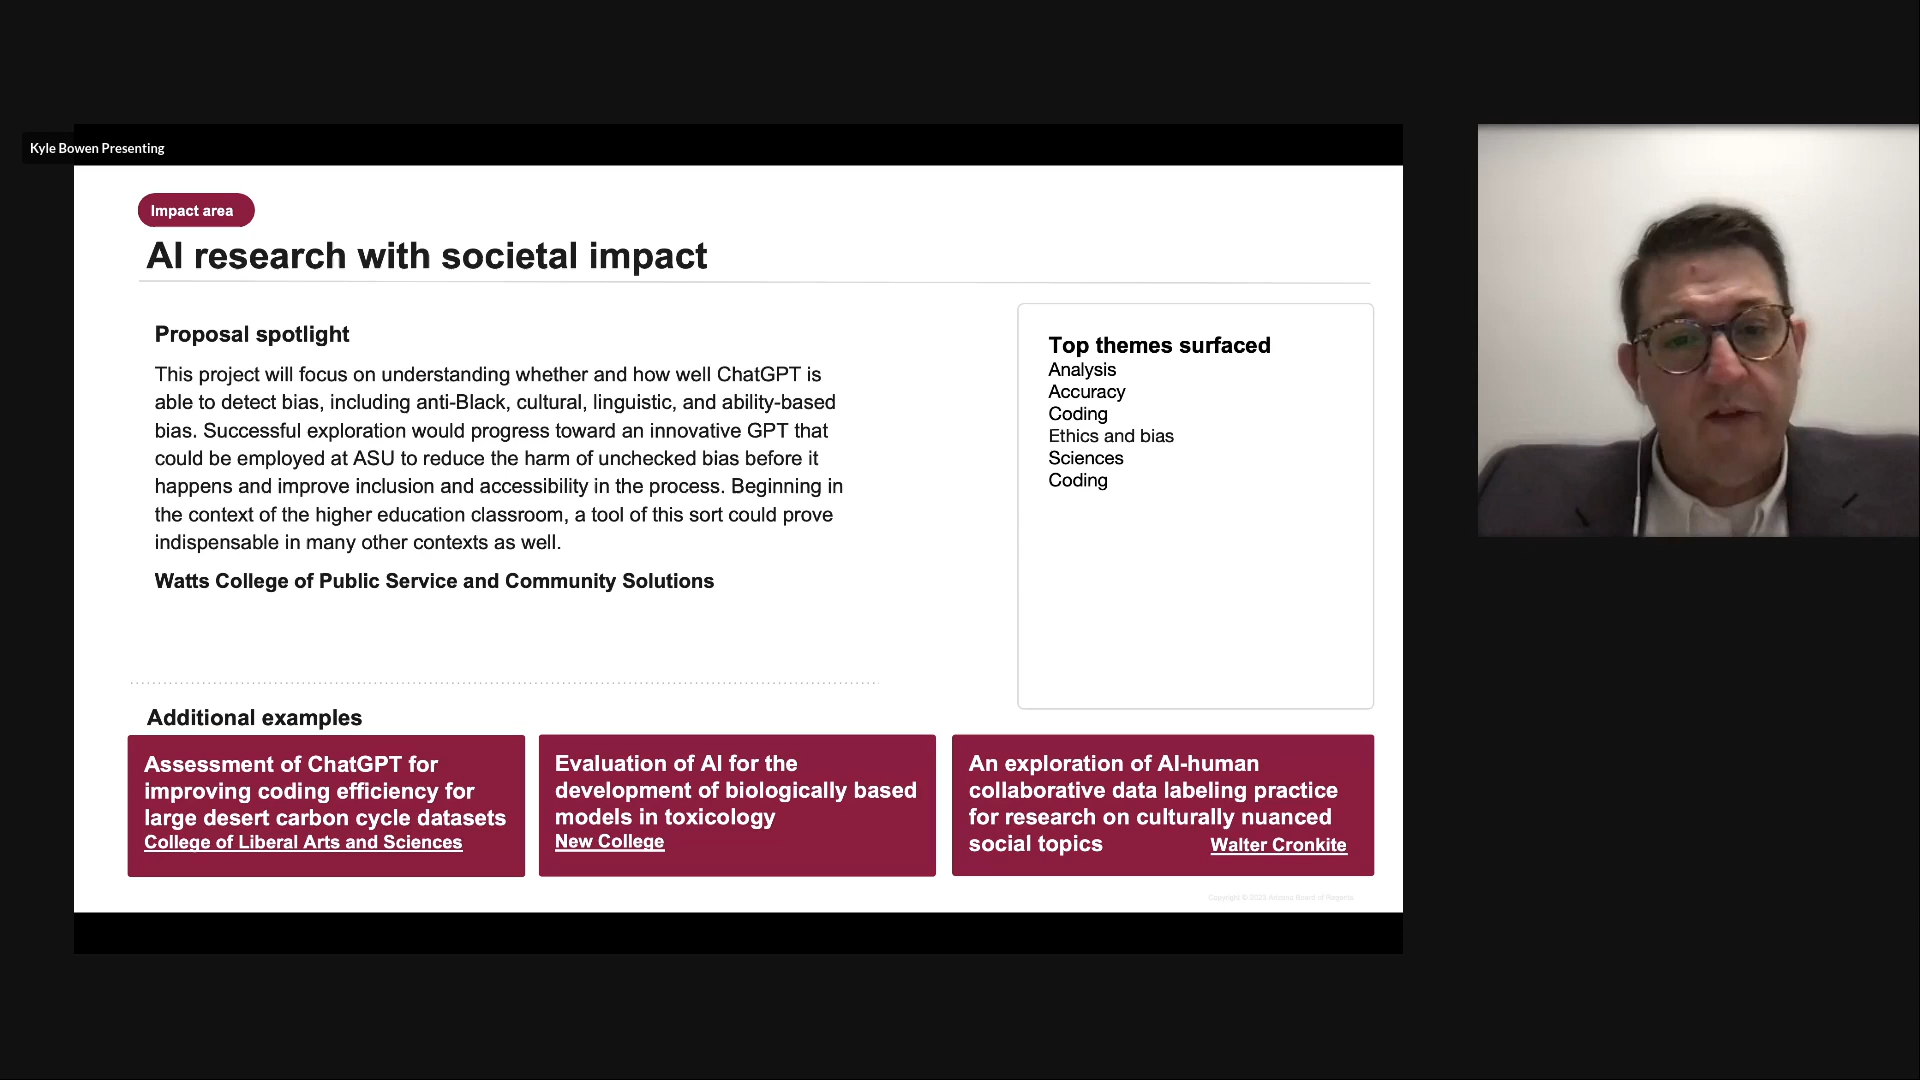 Kyle Bowen Presenting
Impact area
AI research with societal impact
Proposal spotlight
This project will focus on understanding whether and how well ChatGPT is
able to detect bias, including anti-Black, cultural, linguistic, and ability-based
bias. Successful exploration would progress toward an innovative GPT that
could be employed at ASU to reduce the harm of unchecked bias before it
happens and improve inclusion and accessibility in the process. Beginning in
the context of the higher education classroom, a tool of this sort could prove
indispensable in many other contexts as well.
Watts College of Public Service and Community Solutions
Top themes surfaced
Analysis
Accuracy
Coding
Ethics and bias
Sciences
Coding
Additional examples
Assessment of ChatGPT for
improving coding efficiency for
large desert carbon cycle datasets
College of Liberal Arts and Sciences
Evaluation of AI for the
development of biologically based
models in toxicology
New College
An exploration of AI-human
collaborative data labeling practice
for research on culturally nuanced
social topics
Walter Cronkite
Copyright © 2023 Arizona Board of Regents